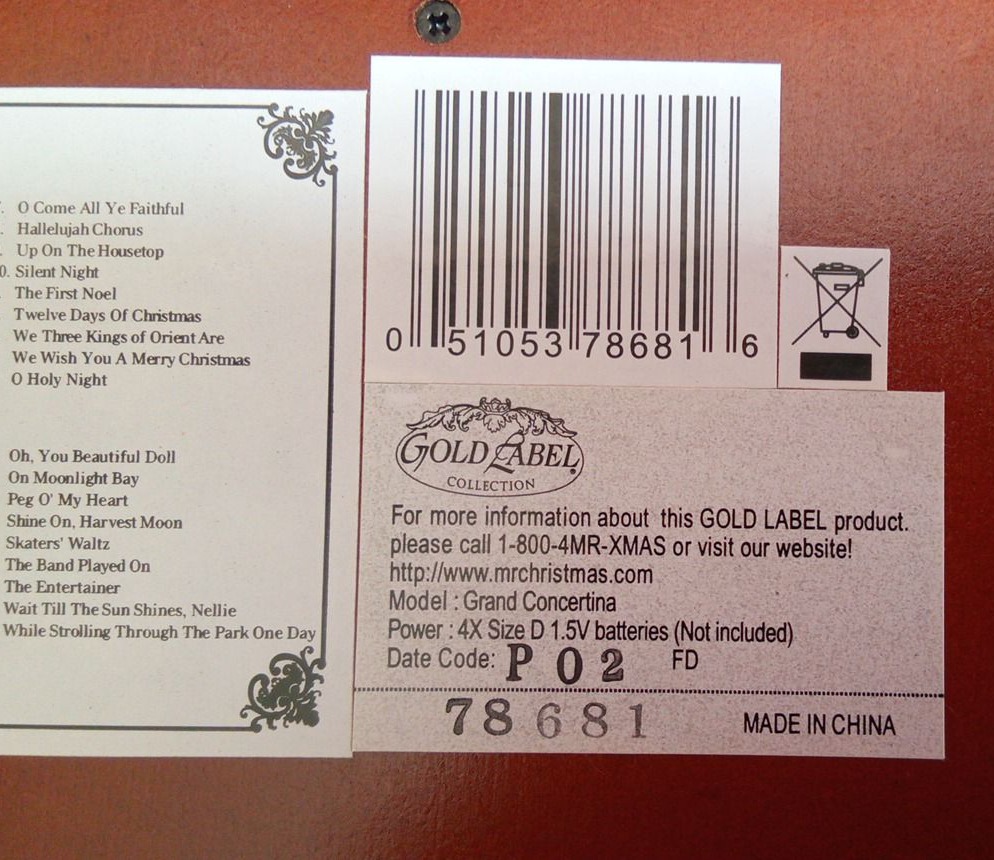 O Come All Ye Faithful
Hallelujah Chorus
Up On The Housetop
0. Silent Night
The First Noel
Twelve Days Of Christmas
We Three Kings of Orient Are
We Wish You A Merry Christmas
O Holy Night
Oh, You Beautiful Doll
On Moonlight Bay
Peg O' My Heart
Shine On, Harvest Moon
Skaters' Waltz
The Band Played On
The Entertainer
Wait Till The Sun Shines, Nellie
While Strolling Through The Park One Day
0 51053 78681 6
GOLD LABEL
COLLECTION
For more information about this GOLD LABEL product.
please call 1-800-4MR-XMAS or visit our website!
http://www.mrchristmas.com
Model : Grand Concertina
Power : 4X Size D 1.5V batteries (Not included)
Date Code: P 0 2 FD
78681 MADE IN CHINA